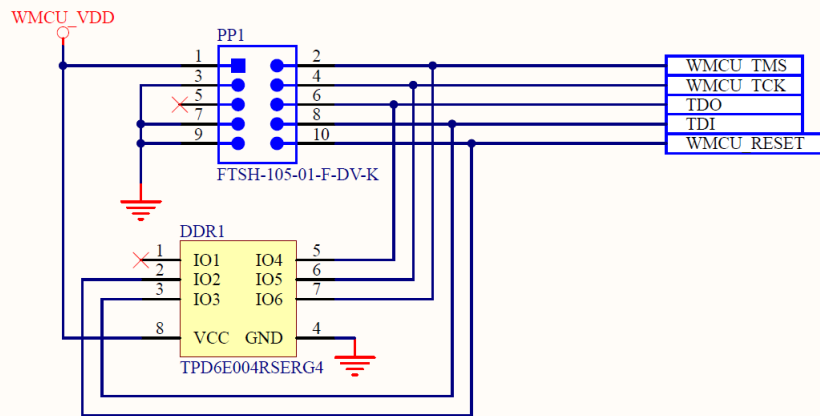 WMCU_VDD
PP1
1 2 WMCU_TMS
3 4 WMCU_TCK
5 6 TDO
7 8 TDI
9 10 WMCU_RESET
FTSH-105-01-F-DV-K
DDR1
1 IO1 IO4 5
2 IO2 IO5 6
3 IO3 IO6 7
8 VCC GND 4
TPD6E004RSERG4